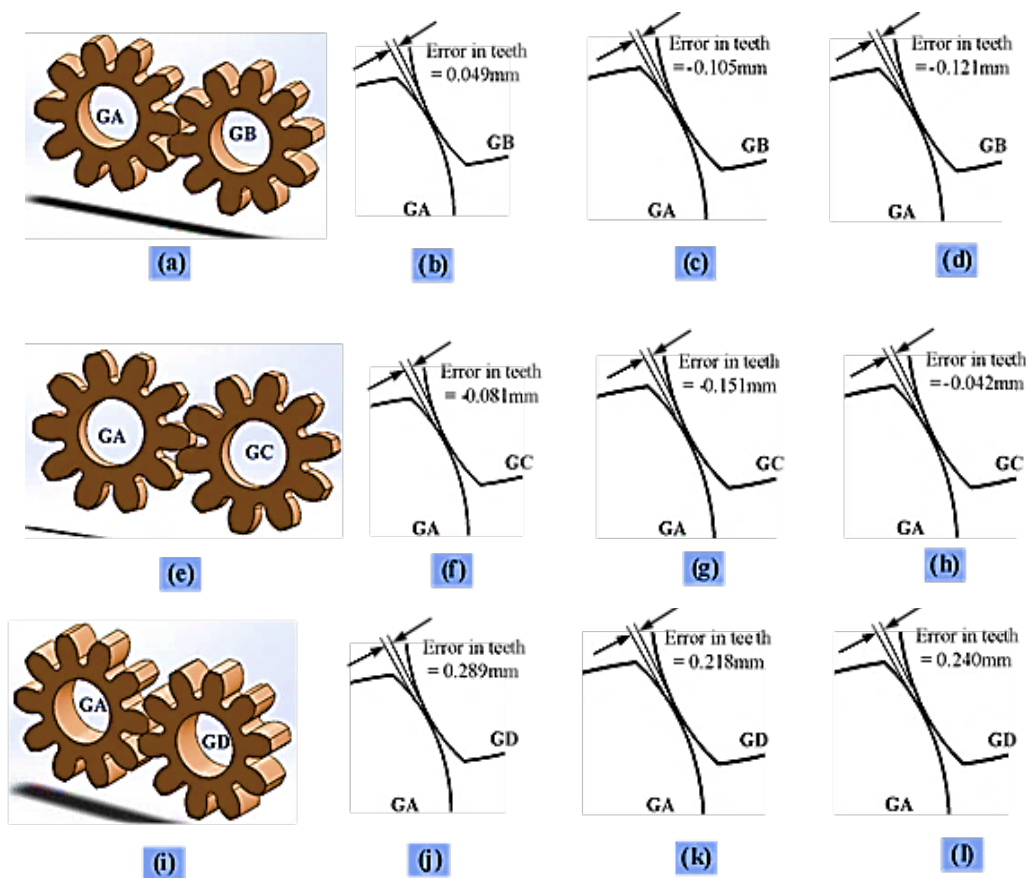 GA
GB
Error in teeth
= 0.049mm
GB
GA
Error in teeth
=-0.105mm
GB
GA
Error in teeth
=-0.121mm
GB
GA
(a)
(b)
(c)
(d)
GA
GC
Error in teeth
= -0.081mm
GC
GA
Error in teeth
= -0.151mm
GC
GA
Error in teeth
= -0.042mm
GC
GA
(e)
(f)
(g)
(h)
GA
GD
Error in teeth
= 0.289mm
GD
GA
Error in teeth
= 0.218mm
GD
GA
Error in teeth
= 0.240mm
GD
GA
(i)
(j)
(k)
(l)